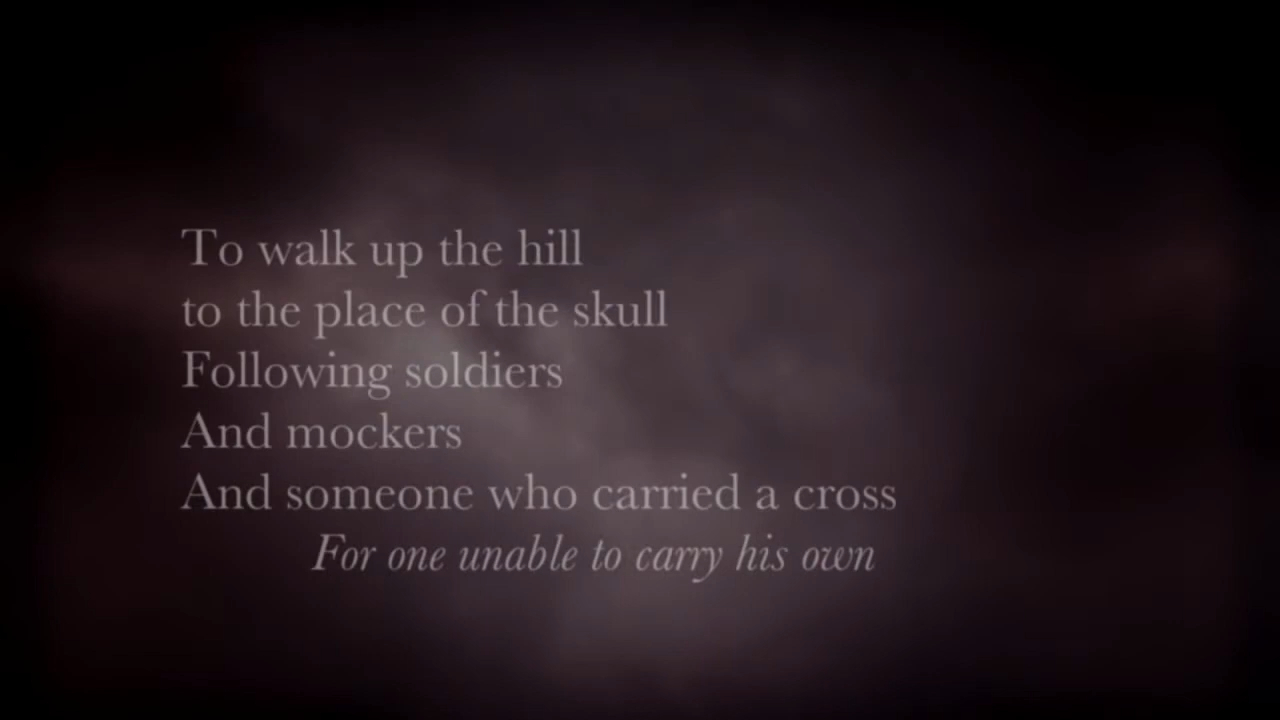 To walk up the hill
to the place of the skull
Following soldiers
And mockers
And someone who carried a cross
For one unable to carry his own